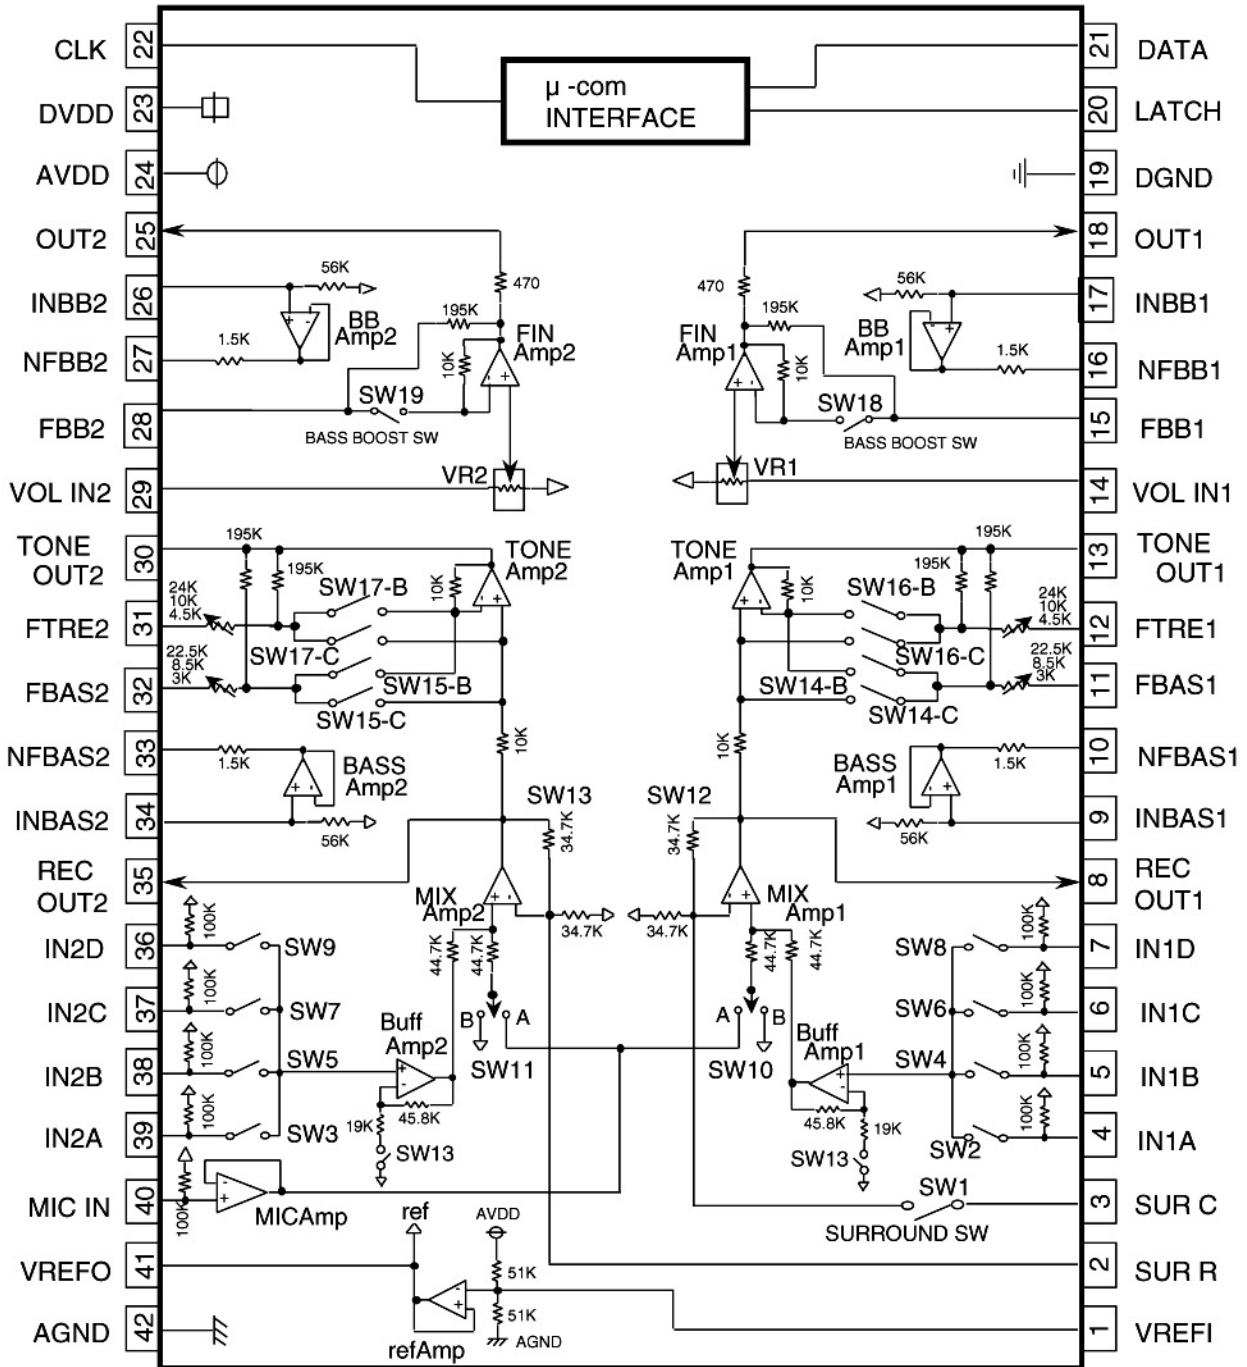 CLK 22
21 DATA
µ -com
INTERFACE
DVDD 23
20 LATCH
AVDD 24
19 DGND
OUT2 25
18 OUT1
56K
470
470
56K
INBB2 26
17 INBB1
195K
195K
BB
Amp2
FIN
Amp2
FIN
Amp1
BB
Amp1
1.5K
1.5K
NFBB2 27
16 NFBB1
10K
10K
SW19
SW18
FBB2 28
15 FBB1
BASS BOOST SW
BASS BOOST SW
VR2
VR1
VOL IN2 29
14 VOL IN1
195K
195K
TONE
OUT2
30
13
TONE
OUT1
TONE
Amp2
TONE
Amp1
195K
195K
SW17-B
10K
10K
SW16-B
24K
10K
4.5K
24K
10K
4.5K
FTRE2 31
12 FTRE1
SW17-C
SW16-C
22.5K
8.5K
3K
22.5K
8.5K
3K
FBAS2 32
11 FBAS1
SW15-B
SW14-B
SW15-C
SW14-C
10K
10K
NFBAS2 33
10 NFBAS1
1.5K
1.5K
BASS
Amp2
BASS
Amp1
SW13
SW12
34.7K
34.7K
INBAS2 34
9 INBAS1
56K
56K
REC
OUT2
35
8
REC
OUT1
MIX
Amp2
MIX
Amp1
34.7K
34.7K
100K
100K
IN2D 36
SW9
SW8
7 IN1D
44.7K
44.7K
44.7K
44.7K
100K
100K
IN2C 37
SW7
SW6
6 IN1C
B A
A B
Buff
Amp2
Buff
Amp1
100K
100K
IN2B 38
SW5
SW11
SW10
SW4
5 IN1B
45.8K
45.8K
100K
100K
19K
19K
IN2A 39
SW3
SW2
4 IN1A
SW13
SW13
100K
MIC IN 40
MICAmp
SW1
3 SUR C
SURROUND SW
ref
AVDD
VREFO 41
51K
2 SUR R
51K
AGND
AGND 42
refAmp
1 VREFI